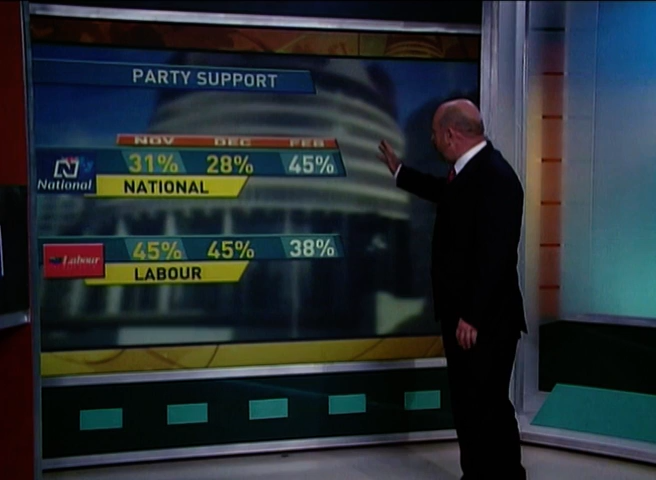 PARTY SUPPORT
NOV DEC FEB
National 31% 28% 45%
NATIONAL
Labour 45% 45% 38%
LABOUR